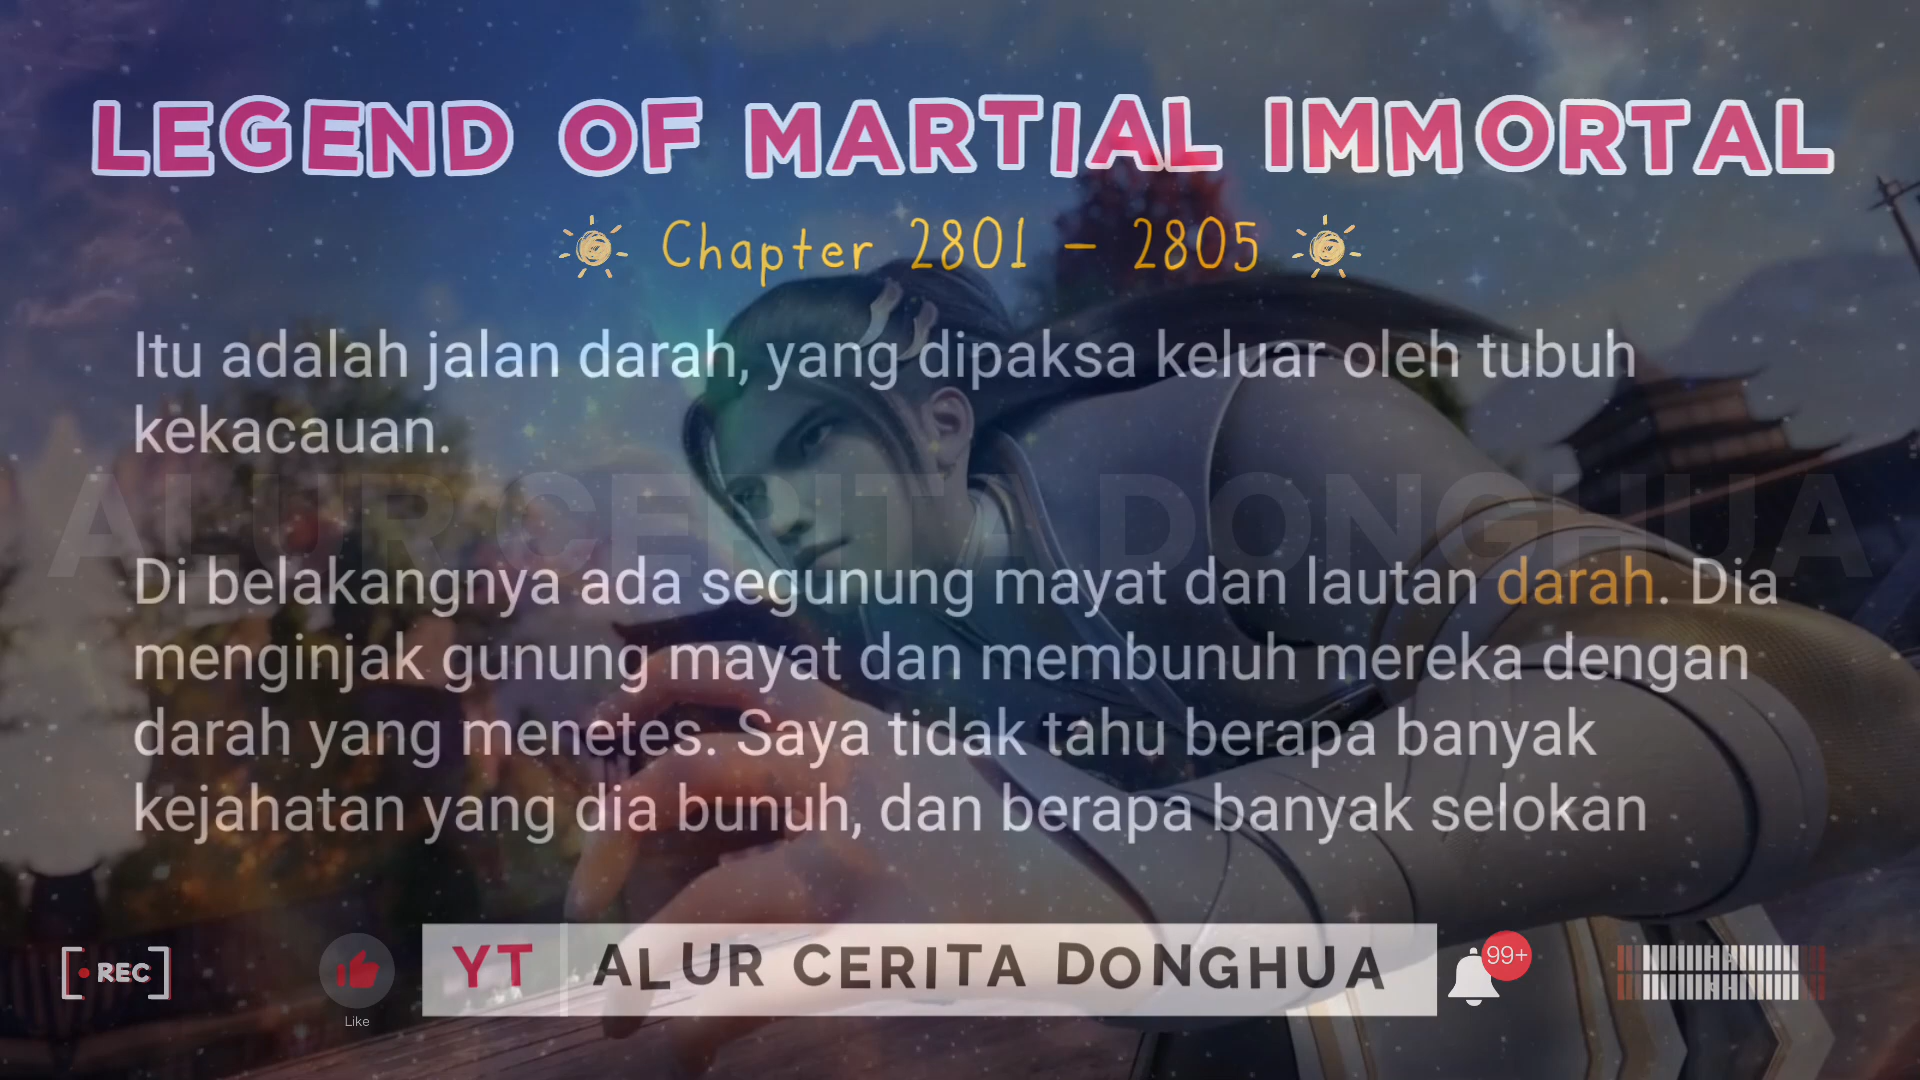 LEGEND OF MARTIAL IMMORTAL
Chapter 2801 - 2805
Itu adalah jalan darah, yang dipaksa keluar oleh tubuh
kekacauan.
ALUR CERITA DONGHUA
Di belakangnya ada segunung mayat dan lautan darah. Dia
menginjak gunung mayat dan membunuh mereka dengan
darah yang menetes. Saya tidak tahu berapa banyak
kejahatan yang dia bunuh, dan berapa banyak selokan
REC
Like
YT ALUR CERITA DONGHUA
99+